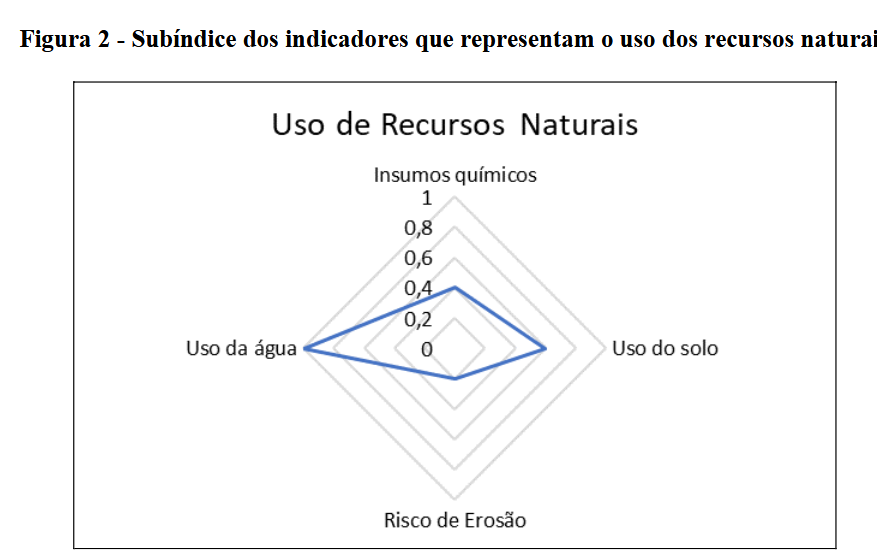 Figura 2 - Subíndice dos indicadores que representam o uso dos recursos naturai
Uso de Recursos Naturais
Insumos químicos
1
0,8
0,6
0,4
0,2
0
Uso da água
Uso do solo
Risco de Erosão